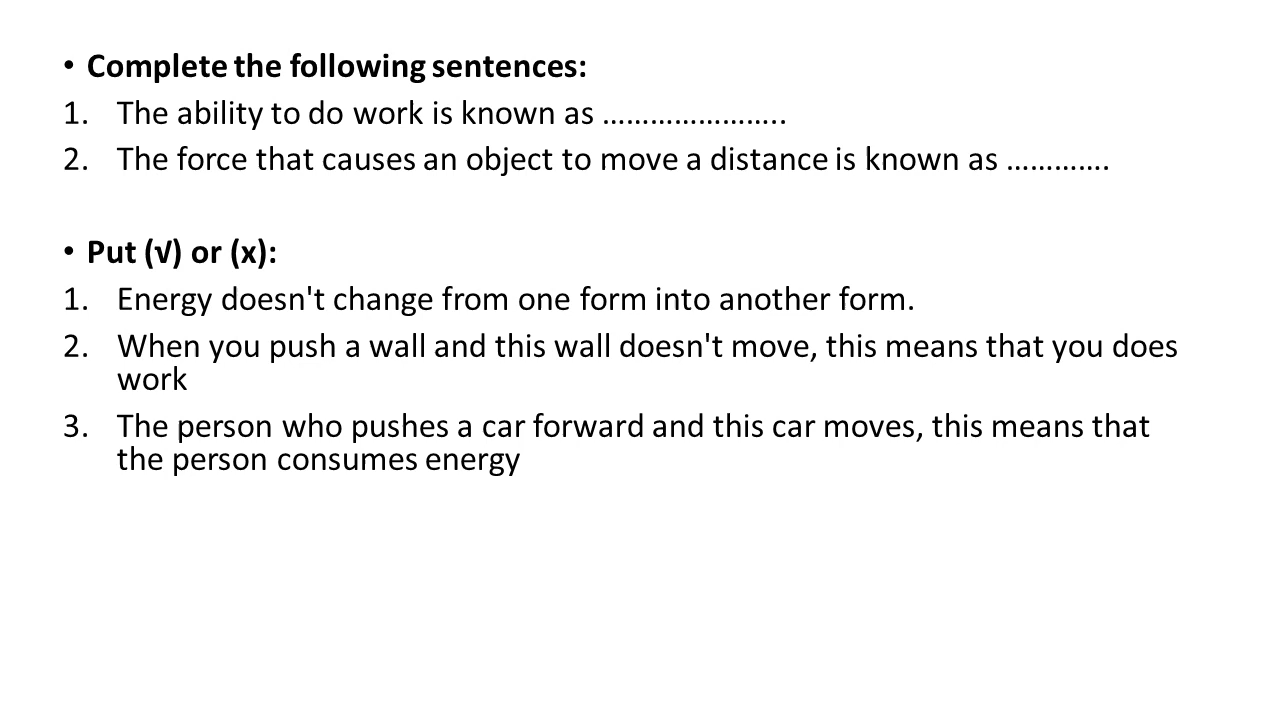 • Complete the following sentences:
1. The ability to do work is known as …………………..
2. The force that causes an object to move a distance is known as ………….
• Put (√) or (x):
1. Energy doesn't change from one form into another form.
2. When you push a wall and this wall doesn't move, this means that you does
work
3. The person who pushes a car forward and this car moves, this means that
the person consumes energy